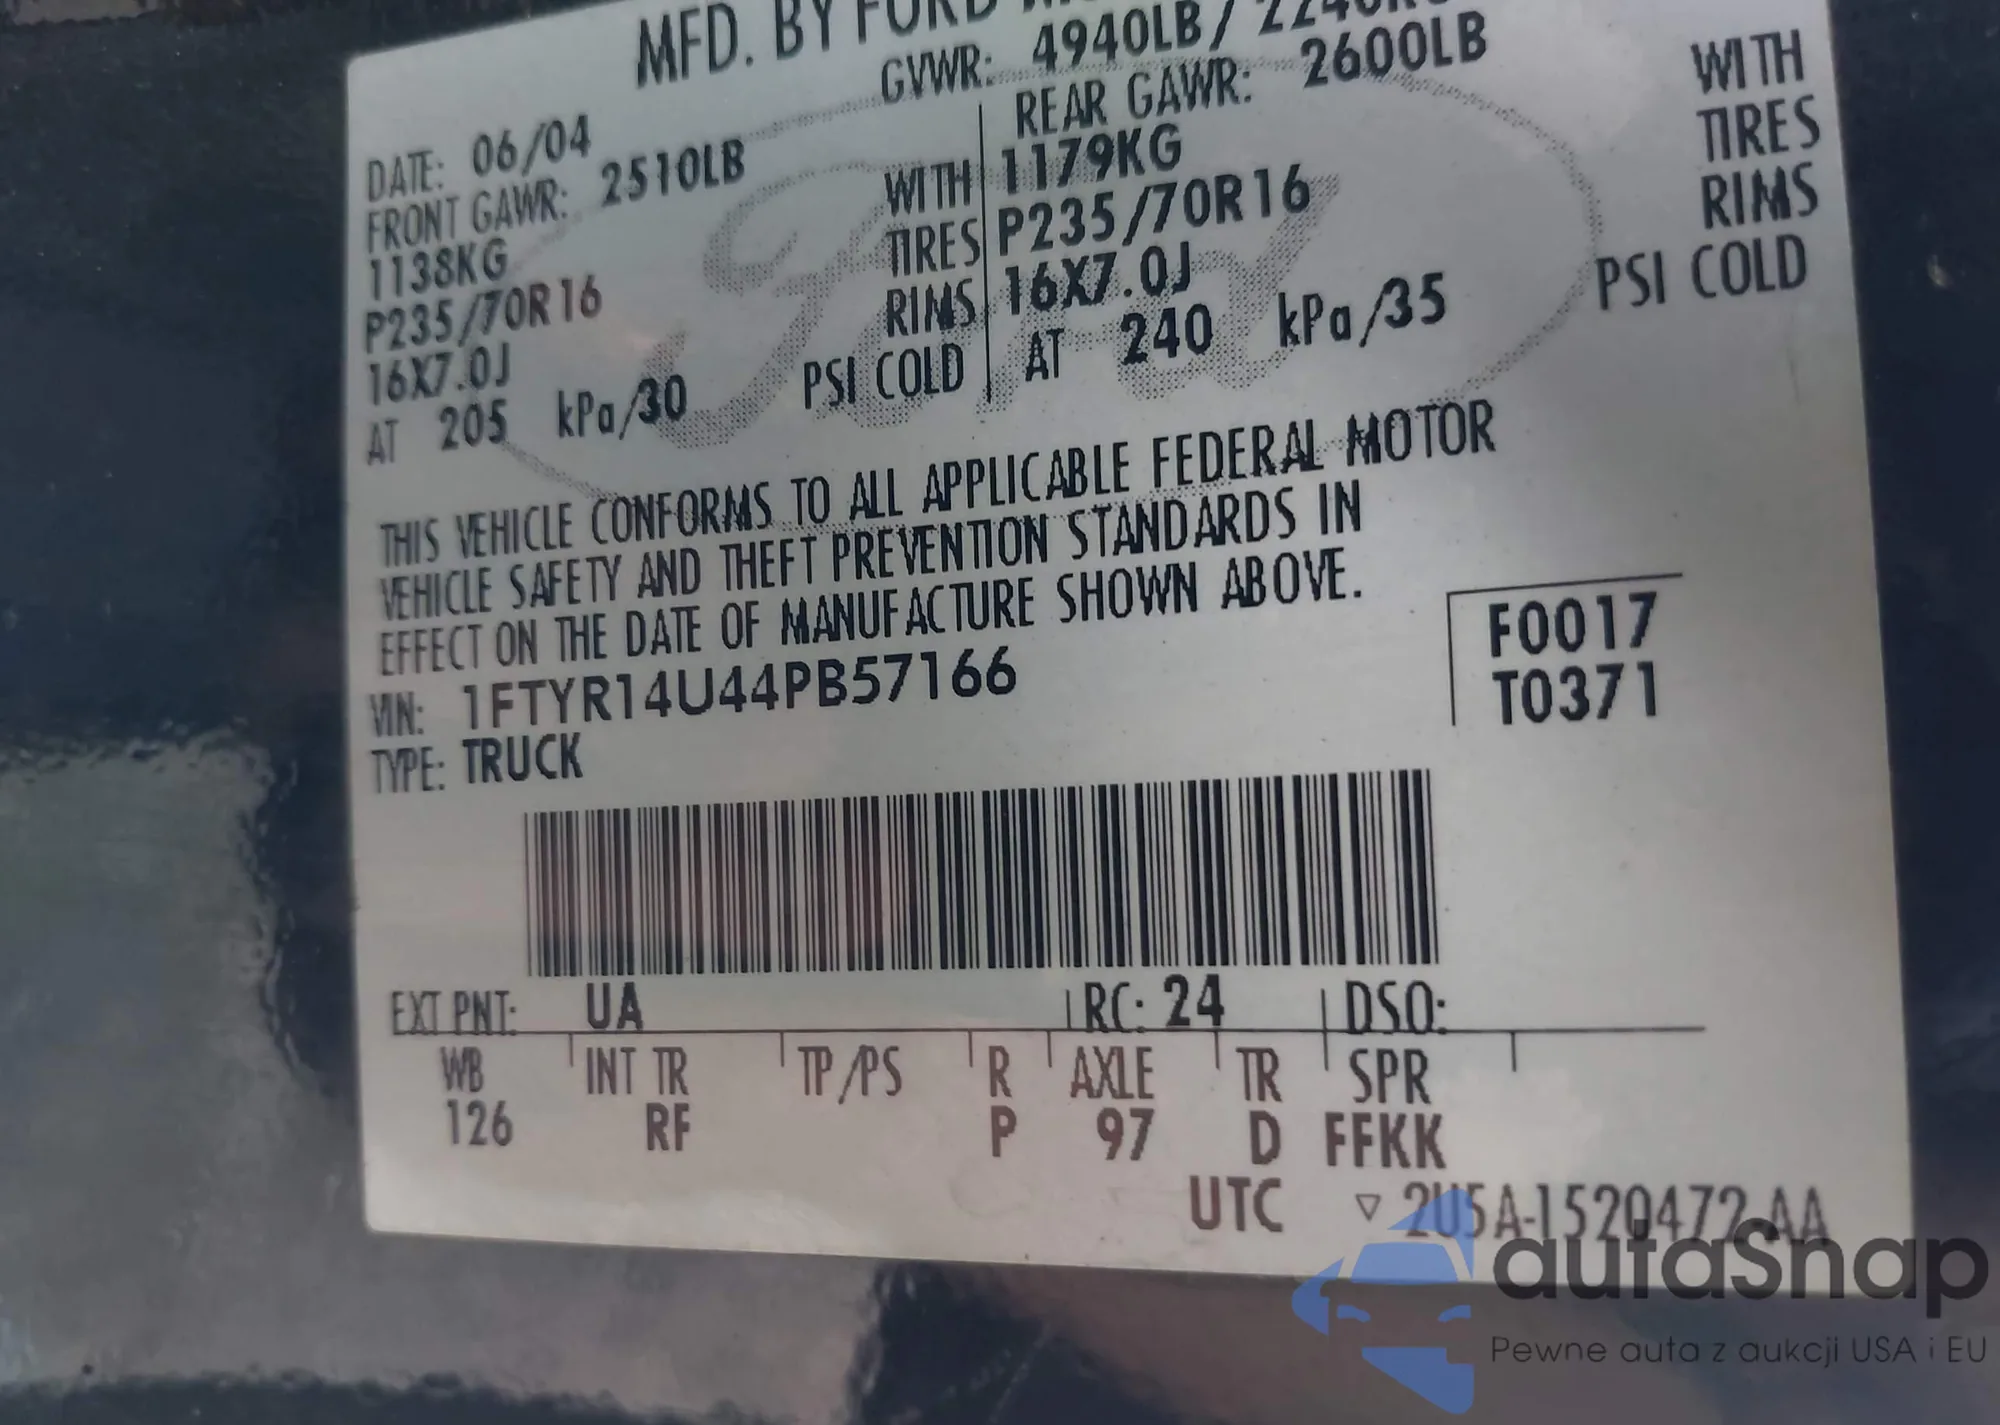 MFD. BY FORD
GVWR: 4940LB/
DATE: 06/04
FRONT GAWR: 2510LB
1138KG WITH
P235/70R16 TIRES
16X7.0J RIMS
AT 205 kPa/30 PSI COLD
REAR GAWR: 2600LB
1179KG WITH
P235/70R16 TIRES
16X7.0J RIMS
AT 240 kPa/35 PSI COLD
Ford
THIS VEHICLE CONFORMS TO ALL APPLICABLE FEDERAL MOTOR
VEHICLE SAFETY AND THEFT PREVENTION STANDARDS IN
EFFECT ON THE DATE OF MANUFACTURE SHOWN ABOVE.
VIN: 1FTYR14U44PB57166
TYPE: TRUCK
F0017
T0371
EXT PNT: UA RC: 24 DSO:
WB INT TR TP/PS R AXLE TR SPR
126 RF P 97 D FFKK
UTC ▽ 2U5A-1520472-AA
autaSnap
Pewne auta z aukcji USA i EU